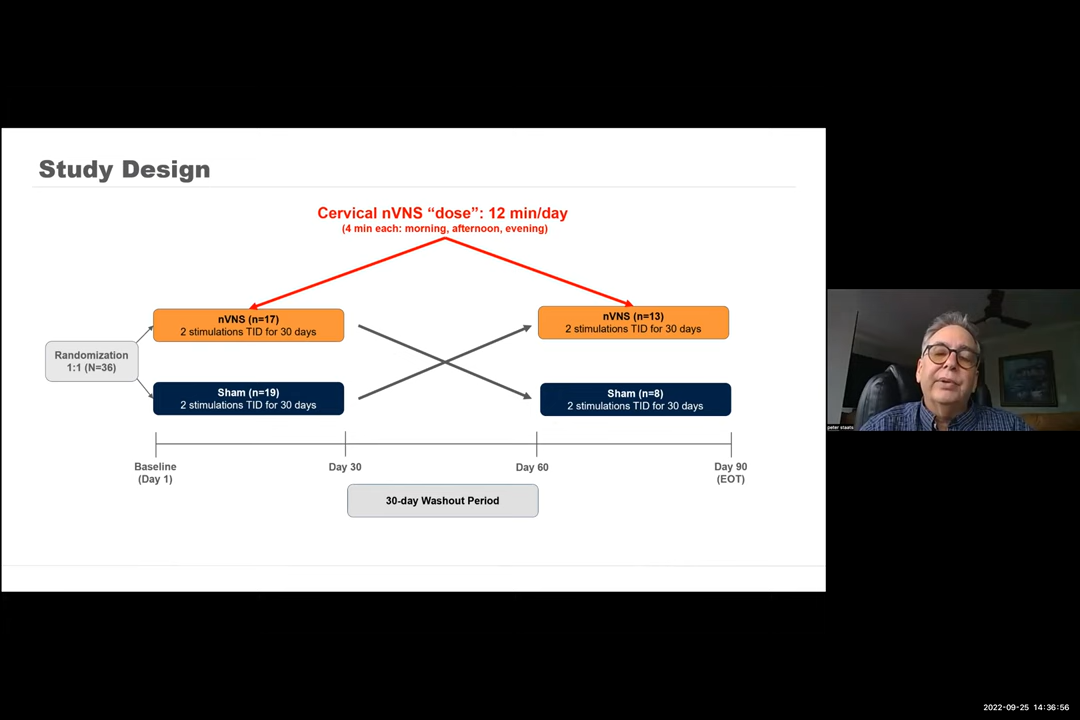 Study Design
Cervical nVNS “dose”: 12 min/day
(4 min each: morning, afternoon, evening)
nVNS (n=17)
2 stimulations TID for 30 days
nVNS (n=13)
2 stimulations TID for 30 days
Randomization
1:1 (N=36)
Sham (n=19)
2 stimulations TID for 30 days
Sham (n=8)
2 stimulations TID for 30 days
Baseline
(Day 1)
Day 30
Day 60
Day 90
(EOT)
30-day Washout Period
peter staats
2022-09-25 14:36:56